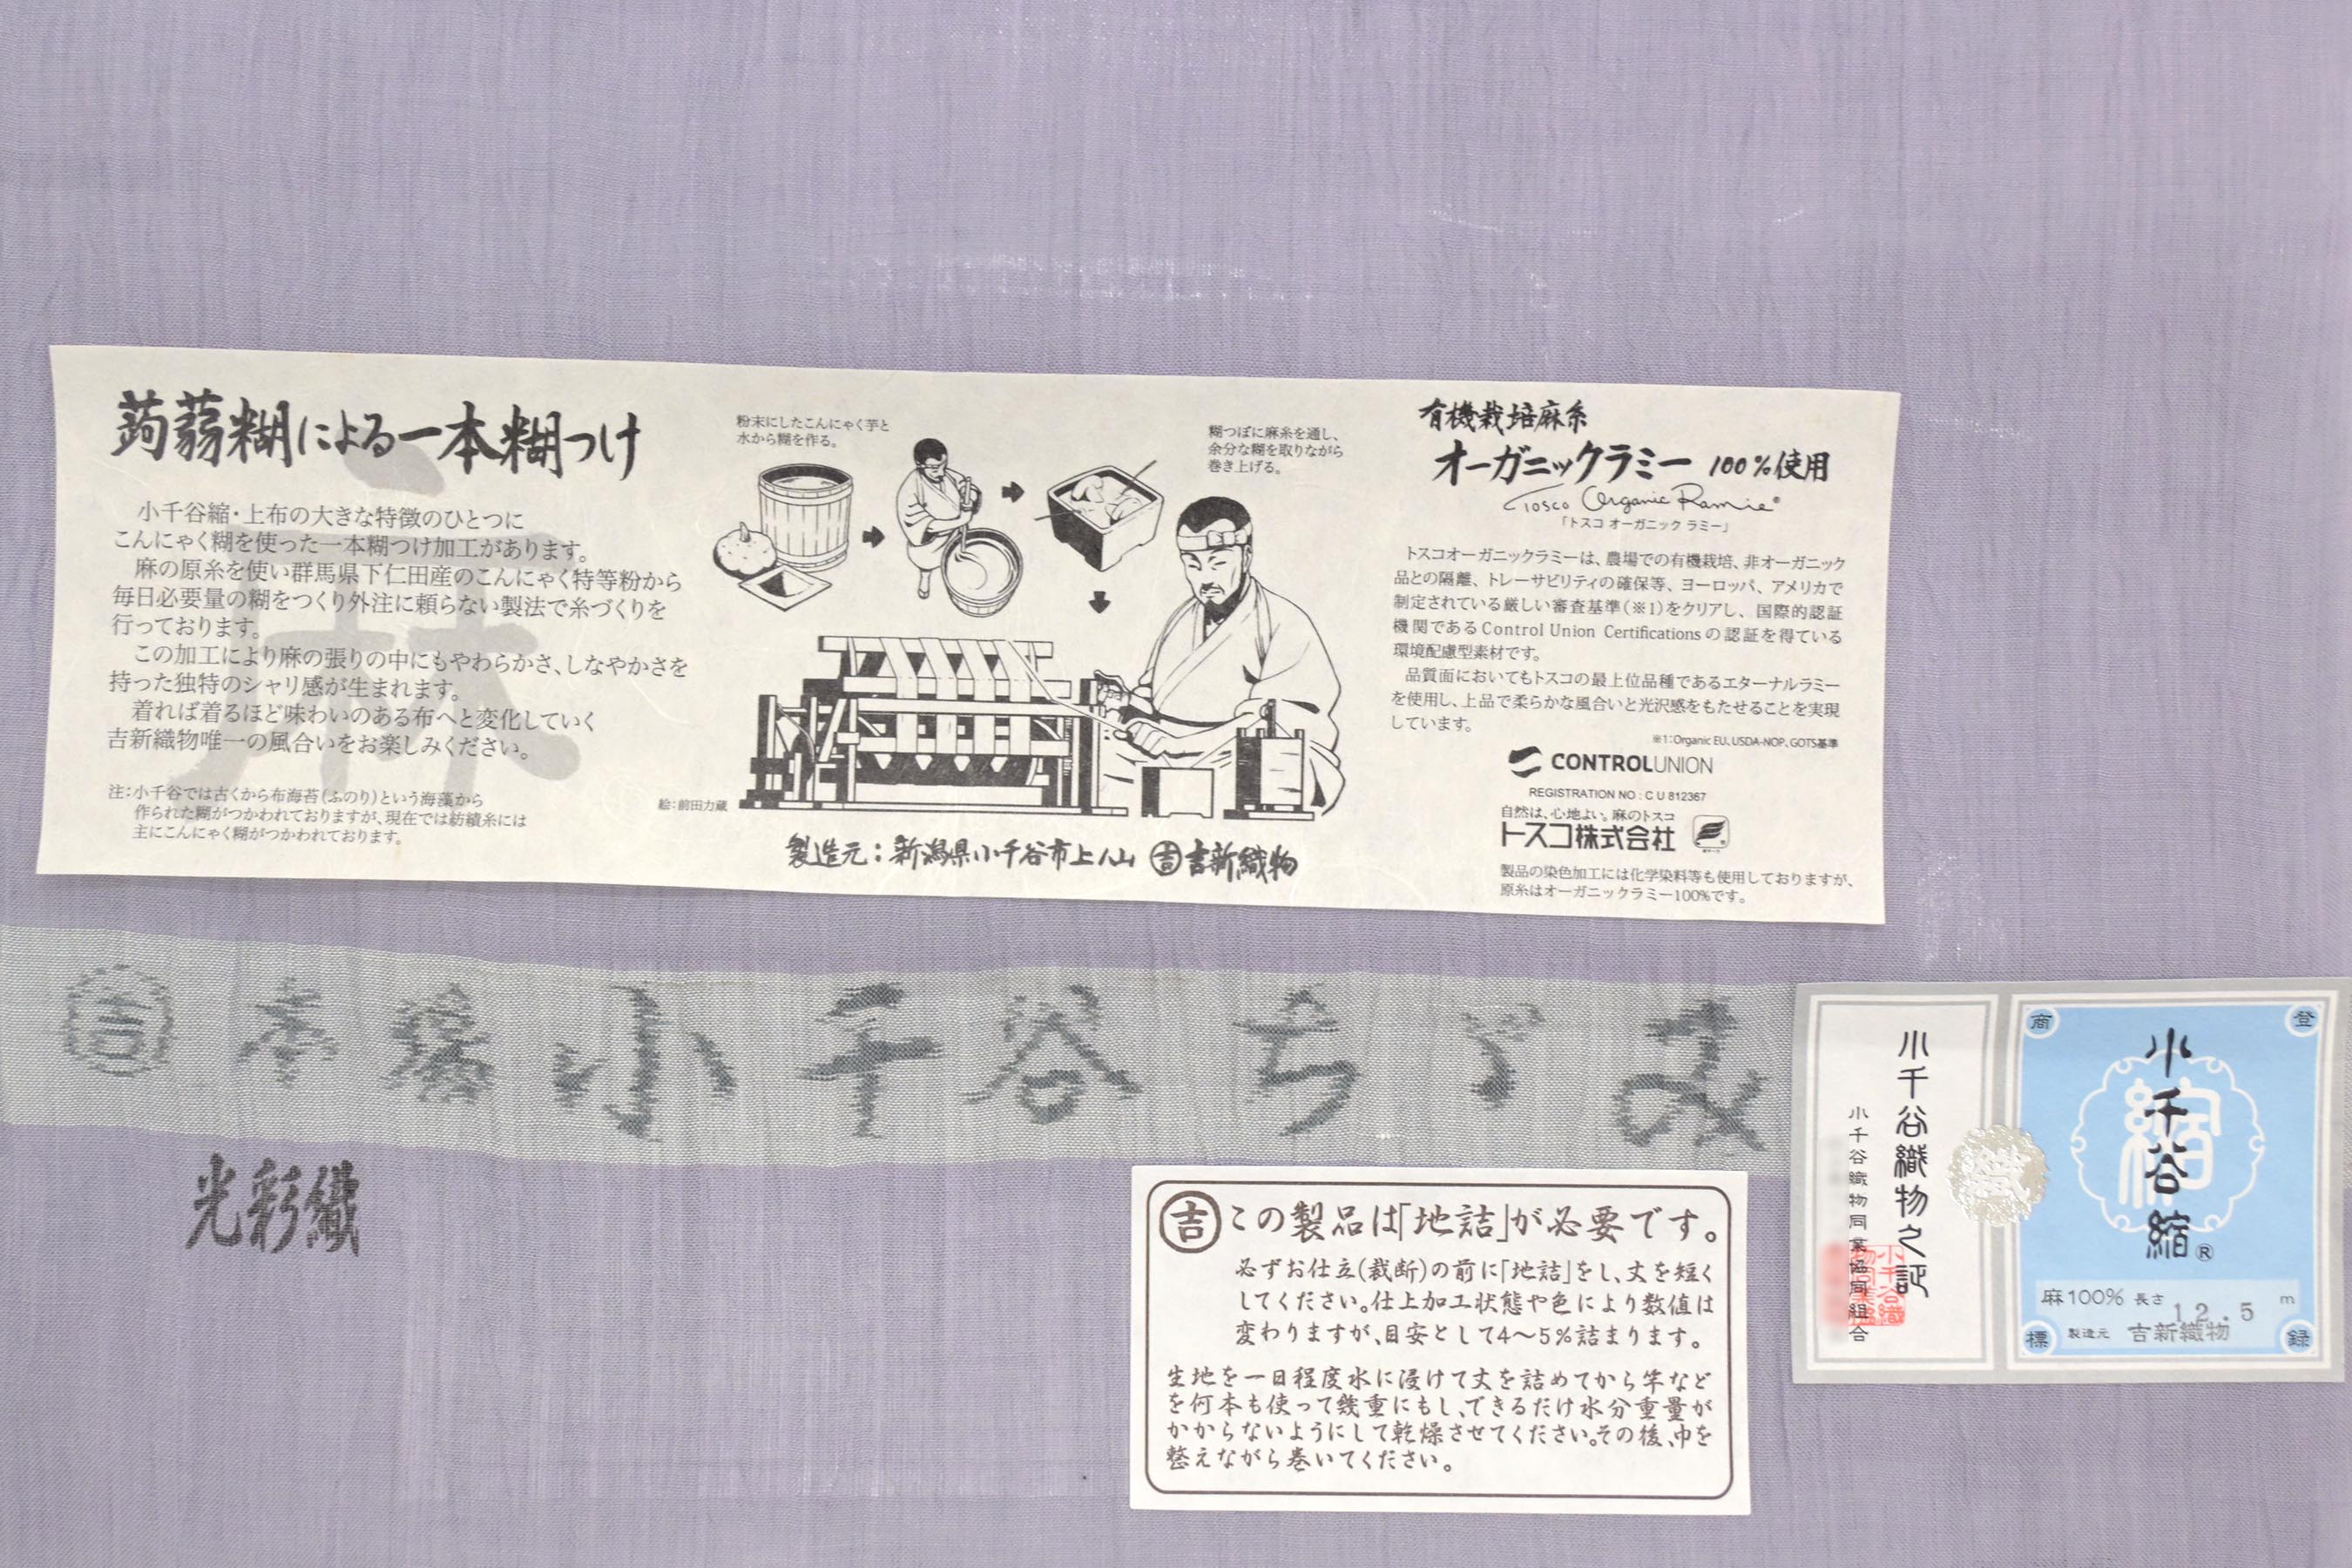 蒟蒻糊による一本糊つけ
小千谷縮・上布の大きな特徴のひとつに
こんにゃく糊を使った一本糊つけ加工があります。
麻の原糸を使い群馬県下仁田産のこんにゃく特等粉から
毎日必要量の糊をつくり外注に頼らない製法で糸づくりを
行っております。
この加工により麻の張りの中にもやわらかさ、しなやかさを
持った独特のシャリ感が生まれます。
着れば着るほど味わいのある布へと変化していく
吉新織物唯一の風合いをお楽しみください。
注:小千谷では古くから布海苔(ふのり)という海藻から
作られた糊がつかわれておりますが、現在では紡績糸には
主にこんにゃく糊がつかわれております。
麻
粉末にしたこんにゃく芋と
水から糊を作る。
糊つぼに麻糸を通し、
余分な糊を取りながら
巻き上げる。
絵:前田力蔵
製造元:新潟県小千谷市上ノ山 吉 吉新織物
有機栽培麻糸
オーガニックラミー 100%使用
Tosco Organic Ramie®
「トスコ オーガニック ラミー」
トスコオーガニックラミーは、農場での有機栽培、非オーガニック
品との隔離、トレーサビリティの確保等、ヨーロッパ、アメリカで
制定されている厳しい審査基準(※1)をクリアし、国際的認証
機関であるControl Union Certificationsの認証を得ている
環境配慮型素材です。
品質面においてもトスコの最上位品種であるエターナルラミー
を使用し、上品で柔らかな風合いと光沢感をもたせることを実現
しています。
※1:Organic EU、USDA-NOP、GOTS基準
CONTROLUNION
REGISTRATION NO : C U 812367
自然は、心地よい。麻のトスコ
トスコ株式会社
製品の染色加工には化学染料等も使用しておりますが、
原糸はオーガニックラミー100%です。
吉 本場小千谷ちゞみ
光彩織
吉 この製品は「地詰」が必要です。
必ずお仕立(裁断)の前に「地詰」をし、丈を短く
してください。仕上加工状態や色により数値は
変わりますが、目安として4〜5%詰まります。
生地を一日程度水に浸けて丈を詰めてから竿など
を何本も使って幾重にもし、できるだけ水分重量が
かからないようにして乾燥させてください。その後、巾を
整えながら巻いてください。
小千谷織物之証
小千谷織物同業協同組合
登録商標
縮
小千谷縮®
麻100% 長さ 12.5 m
製造元 吉新織物